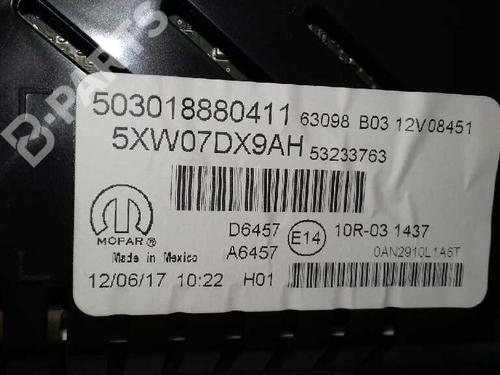 B-PARTS
503018880411 63098 B03 12V08451
5XW07DX9AH 53233763
MOPAR®
Made in Mexico
D6457
A6457
E14
10R-03 1437
0AN2910L1A6T
12/06/17 10:22 H01